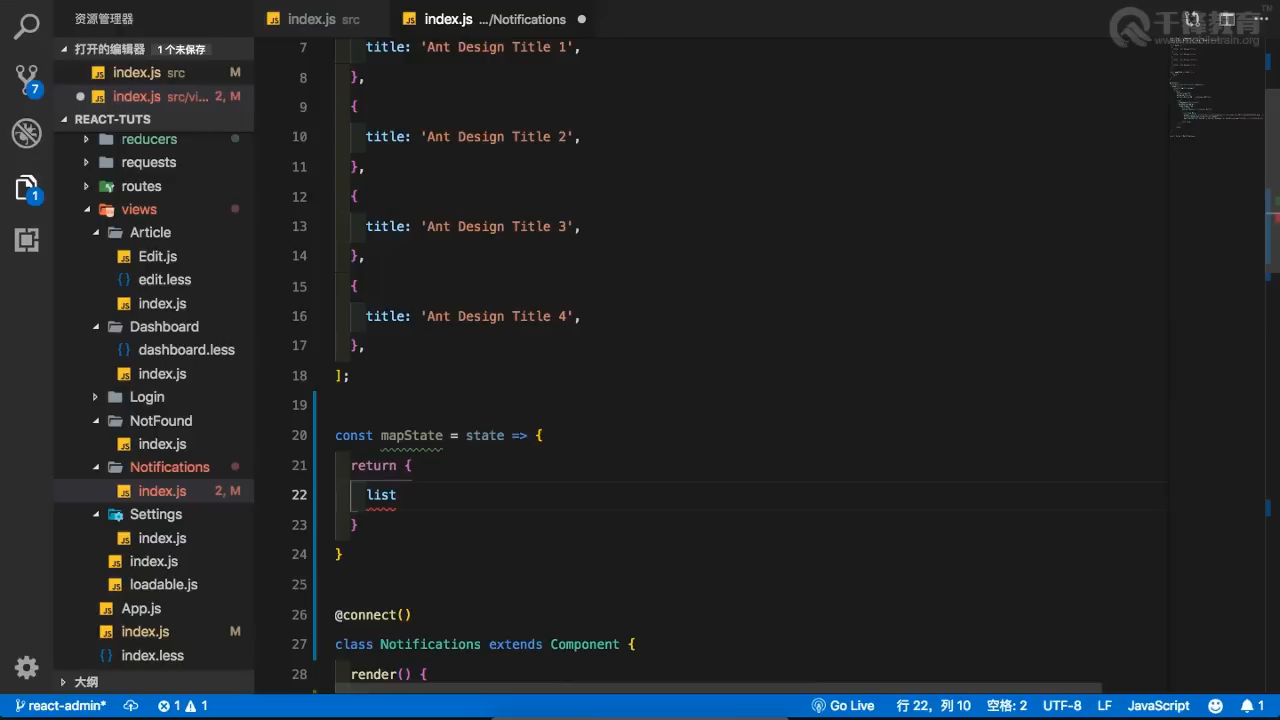 资源管理器
index.js src
index.js .../Notifications
千锋教育
www.mobiletrain.org
TM
打开的编辑器 1 个未保存
index.js src M
index.js src/vi... 2, M
REACT-TUTS
reducers
requests
routes
views
Article
Edit.js
edit.less
index.js
Dashboard
dashboard.less
index.js
Login
NotFound
index.js
Notifications
index.js 2, M
Settings
index.js
index.js
loadable.js
App.js
index.js M
index.less
大纲
7
1
7 title: 'Ant Design Title 1',
8 },
9 {
10 title: 'Ant Design Title 2',
11 },
12 {
13 title: 'Ant Design Title 3',
14 },
15 {
16 title: 'Ant Design Title 4',
17 },
18 ];
19
20 const mapState = state => {
21 return {
22 list
23 }
24 }
25
26 @connect()
27 class Notifications extends Component {
28 render() {
react-admin* 1 1 Go Live 行 22，列 10 空格: 2 UTF-8 LF JavaScript 1